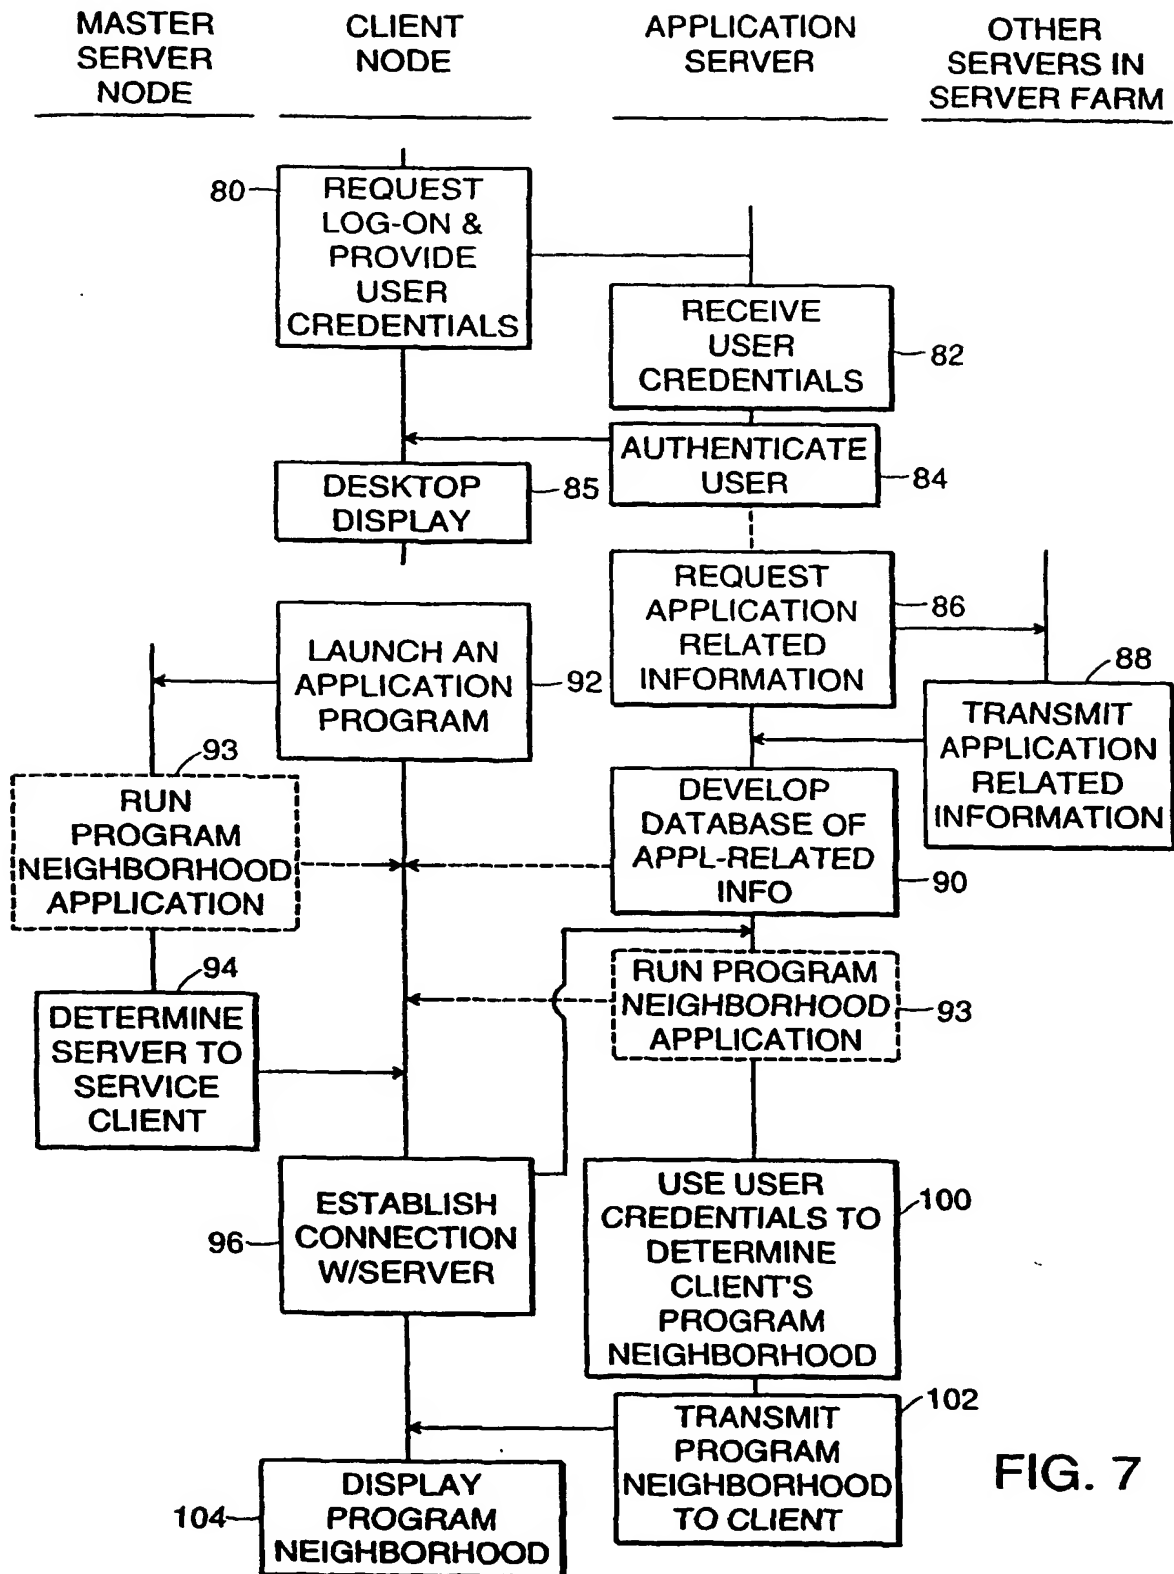 MASTER
SERVER
NODE
CLIENT
NODE
APPLICATION
SERVER
OTHER
SERVERS IN
SERVER FARM
80
REQUEST
LOG-ON &
PROVIDE
USER
CREDENTIALS
RECEIVE
USER
CREDENTIALS
82
AUTHENTICATE
USER
84
DESKTOP
DISPLAY
85
REQUEST
APPLICATION
RELATED
INFORMATION
86
88
TRANSMIT
APPLICATION
RELATED
INFORMATION
LAUNCH AN
APPLICATION
PROGRAM
92
93
RUN
PROGRAM
NEIGHBORHOOD
APPLICATION
DEVELOP
DATABASE OF
APPL-RELATED
INFO
90
RUN PROGRAM
NEIGHBORHOOD
APPLICATION
93
94
DETERMINE
SERVER TO
SERVICE
CLIENT
96
ESTABLISH
CONNECTION
W/SERVER
USE USER
CREDENTIALS TO
DETERMINE
CLIENT'S
PROGRAM
NEIGHBORHOOD
100
102
TRANSMIT
PROGRAM
NEIGHBORHOOD
TO CLIENT
104
DISPLAY
PROGRAM
NEIGHBORHOOD
FIG. 7